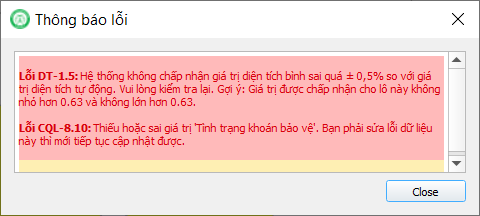 Thông báo lỗi
Lỗi DT-1.5: Hệ thống không chấp nhận giá trị diện tích bình sai quá ± 0,5% so với giá
trị diện tích tự động. Vui lòng kiểm tra lại. Gợi ý: Giá trị được chấp nhận cho lô này không
nhỏ hơn 0.63 và không lớn hơn 0.63.
Lỗi CQL-8.10: Thiếu hoặc sai giá trị 'Tình trạng khoán bảo vệ'. Bạn phải sửa lỗi dữ liệu
này thì mới tiếp tục cập nhật được.
Close